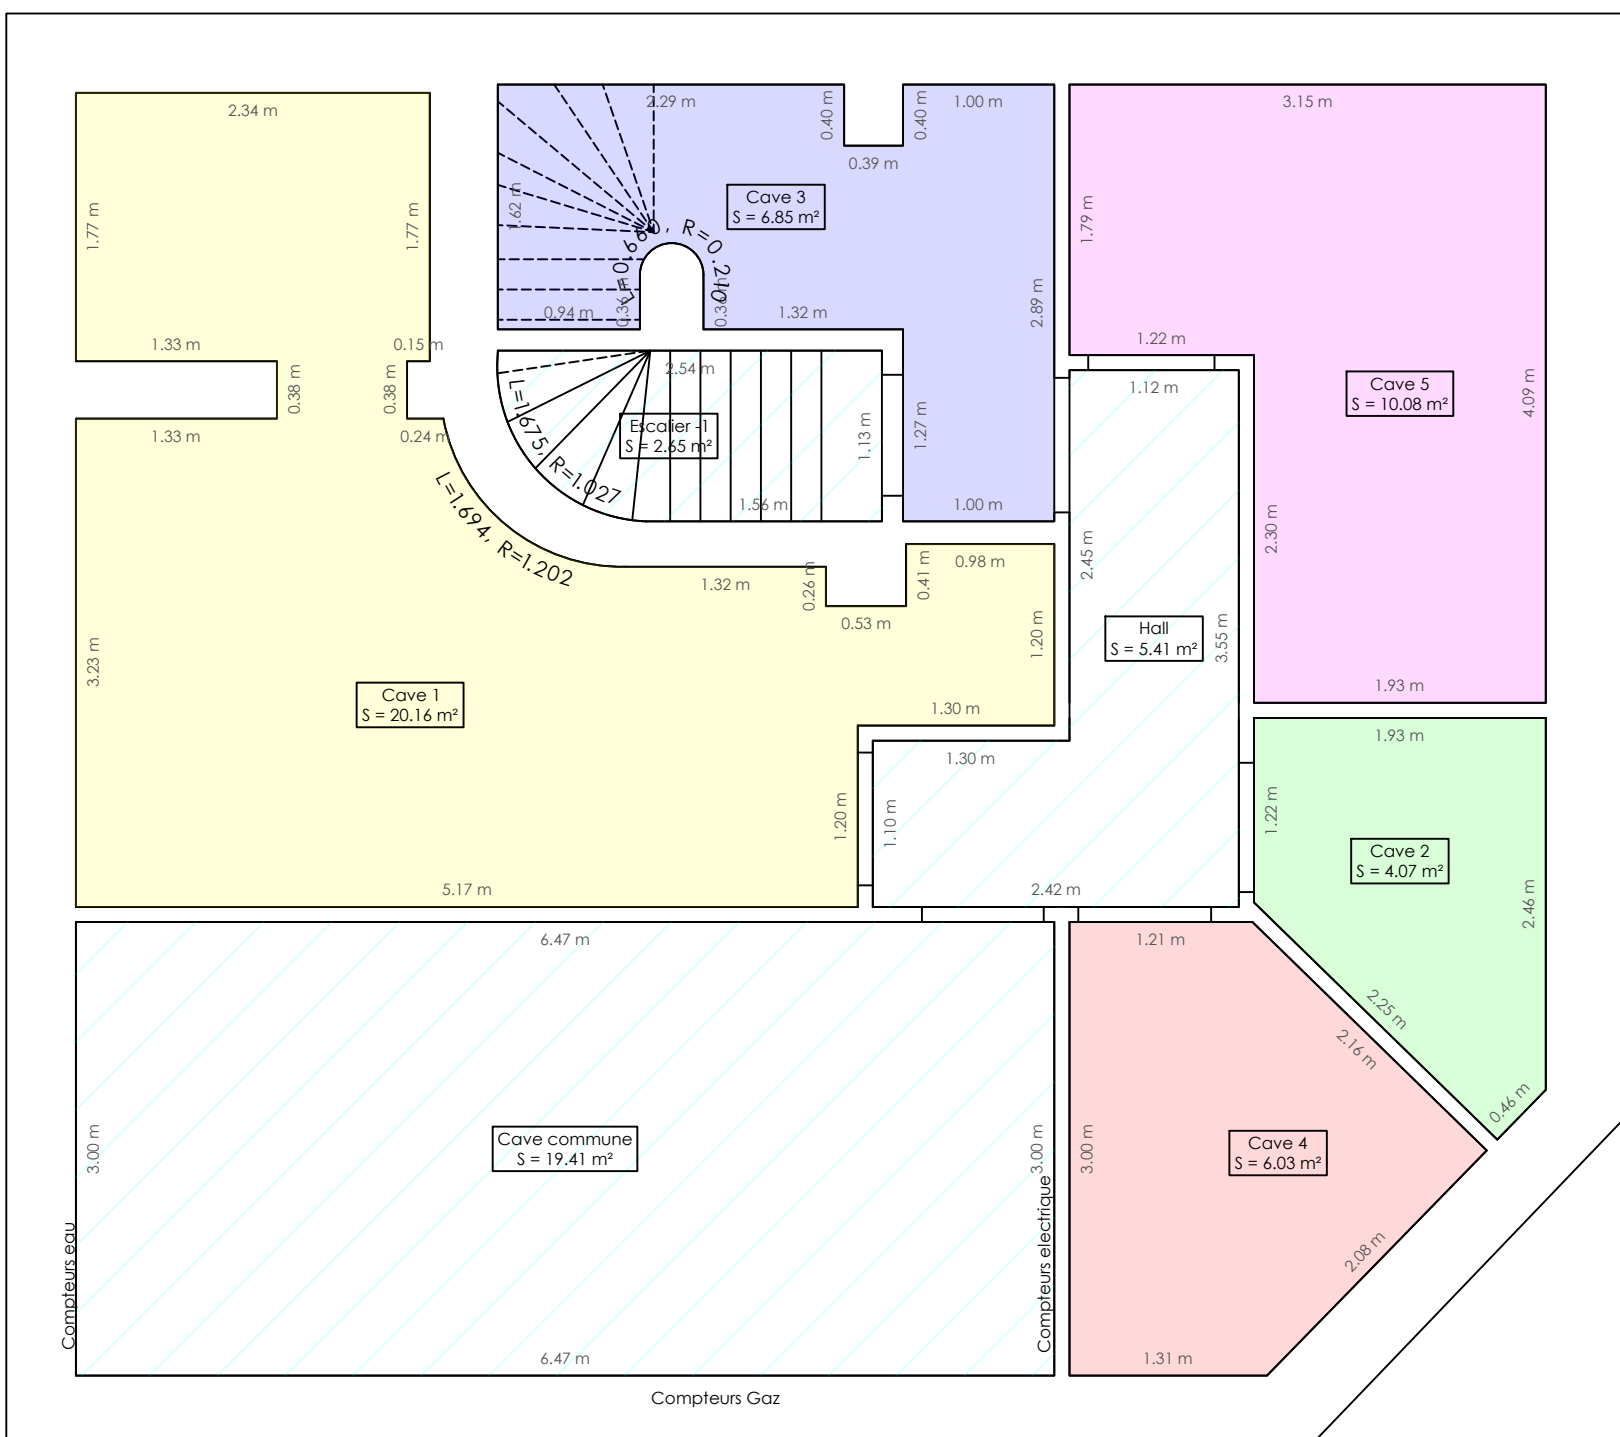 2.34 m
2.29 m
0.40 m
0.40 m
1.00 m
3.15 m
0.39 m
1.77 m
1.77 m
.62 m
Cave 3
S = 6.85 m²
1.79 m
L=0.660, R=0.210
0.94 m
0.36 m
0.36 m
1.32 m
2.89 m
1.33 m
0.15 m
1.22 m
0.38 m
0.38 m
2.54 m
1.12 m
Cave 5
S = 10.08 m²
4.09 m
1.33 m
0.24 m
L=1.675, R=1.027
Escalier -1
S = 2.65 m²
1.13 m
1.27 m
1.56 m
1.00 m
L=1.694, R=1.202
2.45 m
2.30 m
1.32 m
0.26 m
0.41 m
0.98 m
0.53 m
1.20 m
Hall
S = 5.41 m²
3.55 m
3.23 m
Cave 1
S = 20.16 m²
1.30 m
1.93 m
1.93 m
1.30 m
1.20 m
1.10 m
1.22 m
Cave 2
S = 4.07 m²
5.17 m
2.42 m
2.46 m
6.47 m
1.21 m
2.25 m
2.16 m
0.46 m
Cave commune
S = 19.41 m²
3.00 m
3.00 m
3.00 m
Cave 4
S = 6.03 m²
Compteurs eau
Compteurs electrique
2.08 m
6.47 m
1.31 m
Compteurs Gaz